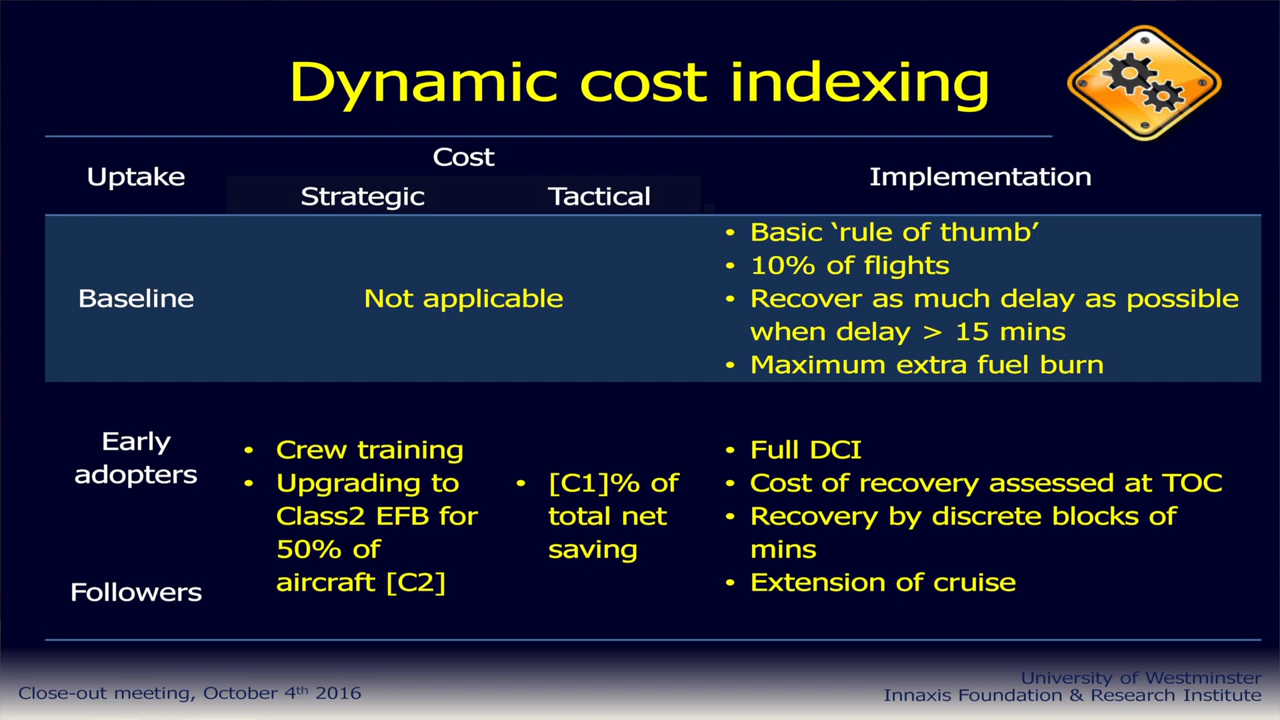 Dynamic cost indexing
Uptake
Cost
Strategic
Tactical
Implementation
Baseline
Not applicable
• Basic ‘rule of thumb’
• 10% of flights
• Recover as much delay as possible
when delay > 15 mins
• Maximum extra fuel burn
Early
adopters
Followers
• Crew training
• Upgrading to
Class2 EFB for
50% of
aircraft [C2]
• [C1]% of
total net
saving
• Full DCI
• Cost of recovery assessed at TOC
• Recovery by discrete blocks of
mins
• Extension of cruise
Close-out meeting, October 4th 2016
University of Westminster
Innaxis Foundation & Research Institute